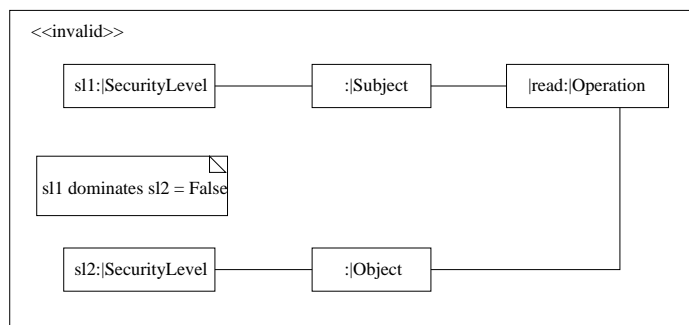 <<invalid>>
sl1:|SecurityLevel
:|Subject
|read:|Operation
sl1 dominates sl2 = False
sl2:|SecurityLevel
:|Object